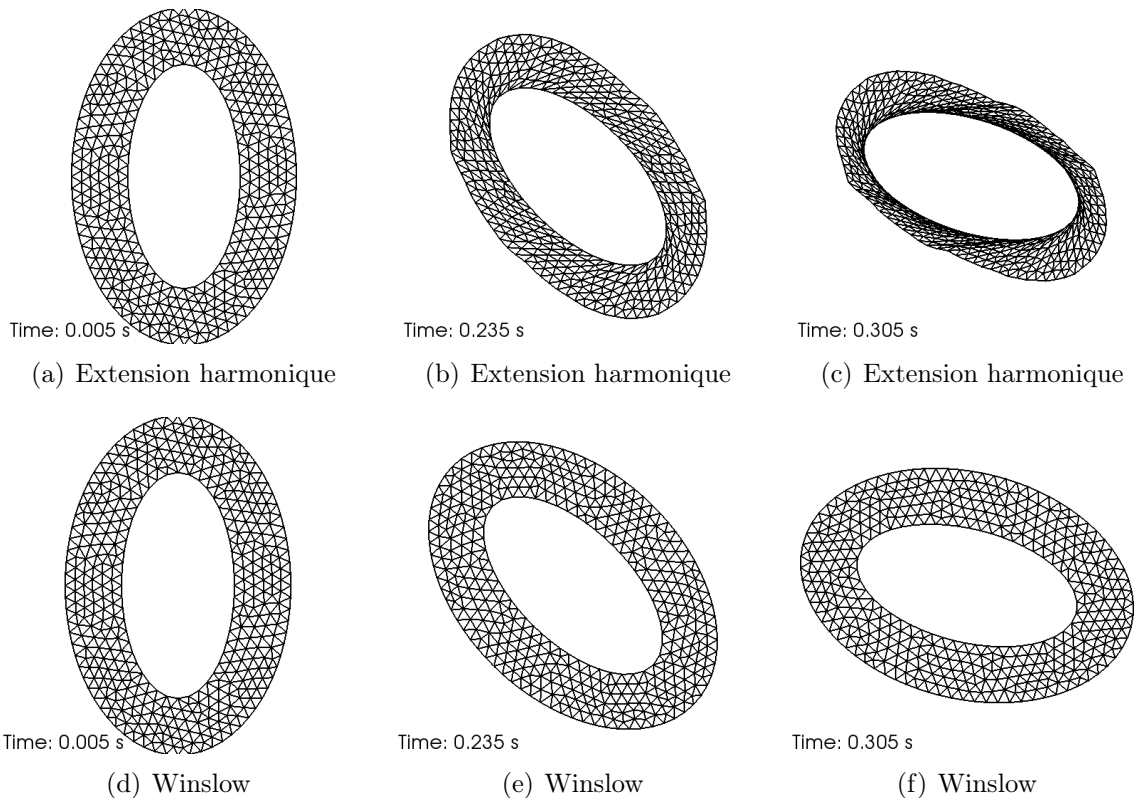 Time: 0.005 s
Time: 0.235 s
Time: 0.305 s
(a) Extension harmonique
(b) Extension harmonique
(c) Extension harmonique
Time: 0.005 s
Time: 0.235 s
Time: 0.305 s
(d) Winslow
(e) Winslow
(f) Winslow